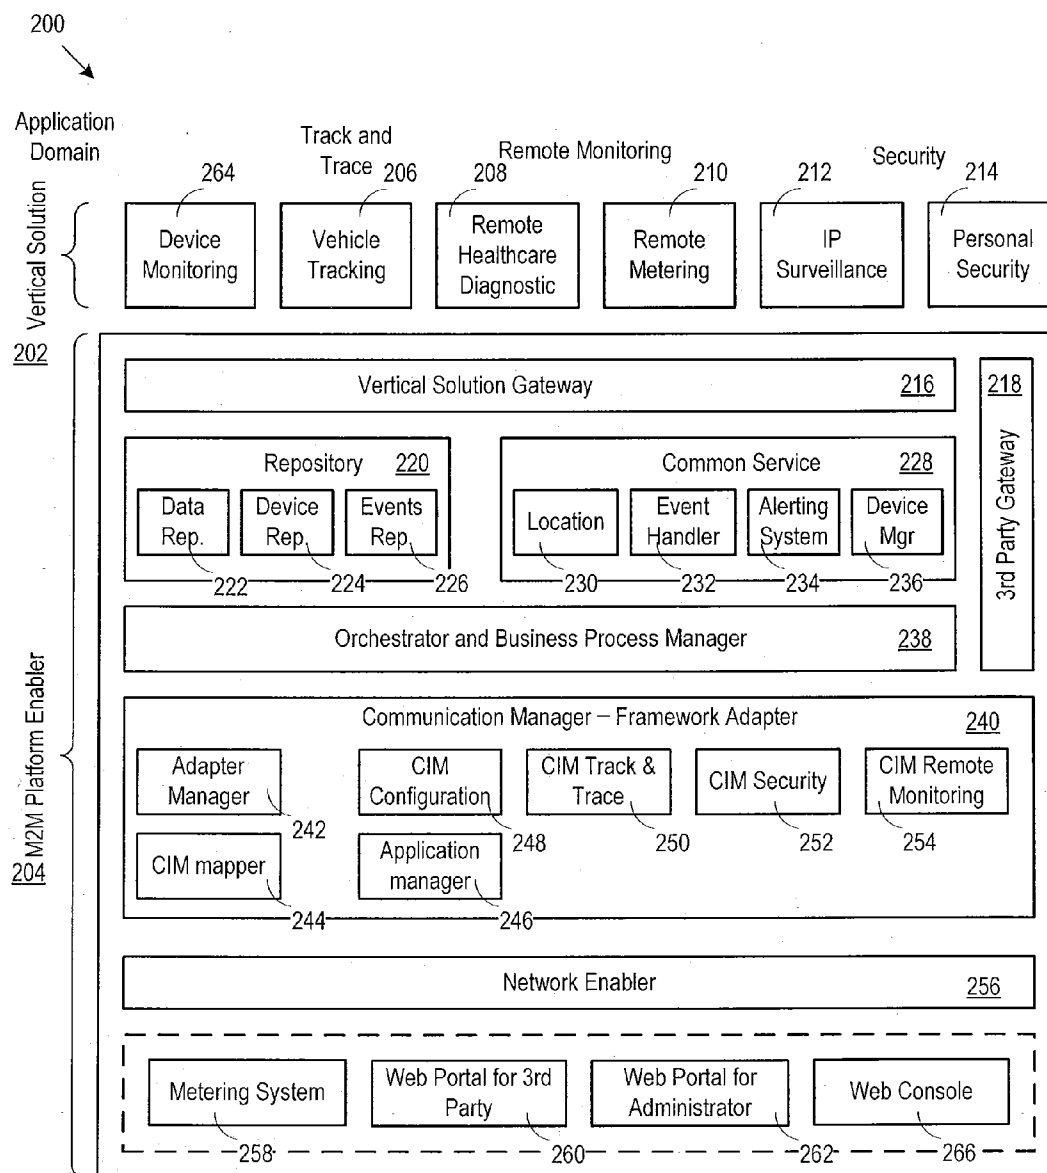 200
Application
Domain
Track and
Trace
Remote Monitoring
Security
264
206
208
210
212
214
Vertical Solution
Device
Monitoring
Vehicle
Tracking
Remote
Healthcare
Diagnostic
Remote
Metering
IP
Surveillance
Personal
Security
202
Vertical Solution Gateway
216
218
3rd Party Gateway
Repository
220
Data
Rep.
Device
Rep.
Events
Rep.
222
224
226
Common Service
228
Location
Event
Handler
Alerting
System
Device
Mgr
230
232
234
236
Orchestrator and Business Process Manager
238
204 M2M Platform Enabler
Communication Manager – Framework Adapter
240
Adapter
Manager
CIM
Configuration
CIM Track &
Trace
CIM Security
CIM Remote
Monitoring
242
248
250
252
254
CIM mapper
Application
manager
244
246
Network Enabler
256
Metering System
Web Portal for 3rd
Party
Web Portal for
Administrator
Web Console
258
260
262
266